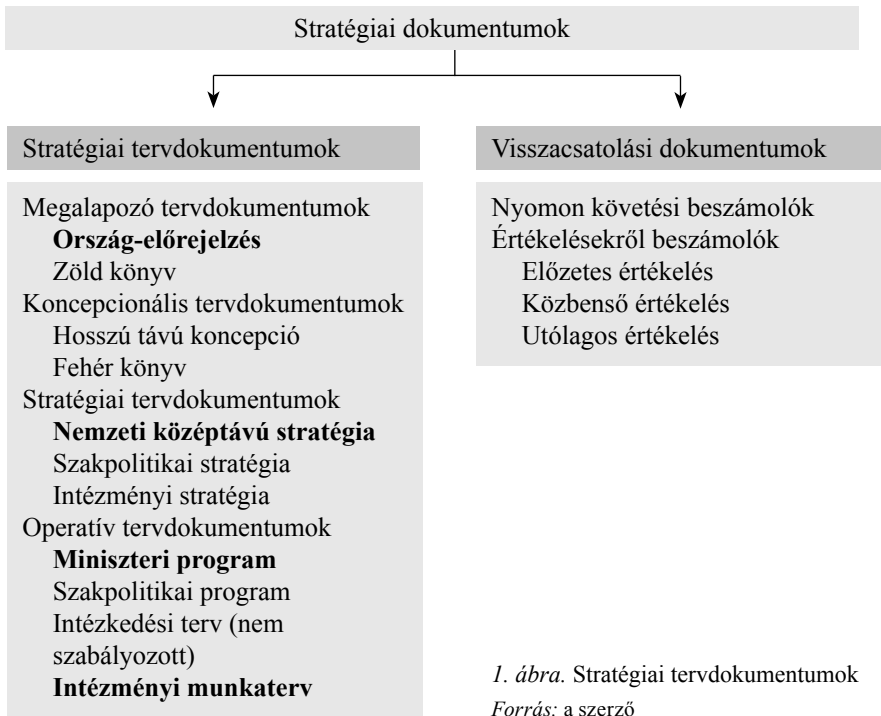 Stratégiai dokumentumok
Stratégiai tervdokumentumok
Megalapozó tervdokumentumok
Ország-előrejelzés
Zöld könyv
Koncepcionális tervdokumentumok
Hosszú távú koncepció
Fehér könyv
Stratégiai tervdokumentumok
Nemzeti középtávú stratégia
Szakpolitikai stratégia
Intézményi stratégia
Operatív tervdokumentumok
Miniszteri program
Szakpolitikai program
Intézkedési terv (nem
szabályozott)
Intézményi munkaterv
Visszacsatolási dokumentumok
Nyomon követési beszámolók
Értékelésekről beszámolók
Előzetes értékelés
Közbenső értékelés
Utólagos értékelés
1. ábra. Stratégiai tervdokumentumok
Forrás: a szerző